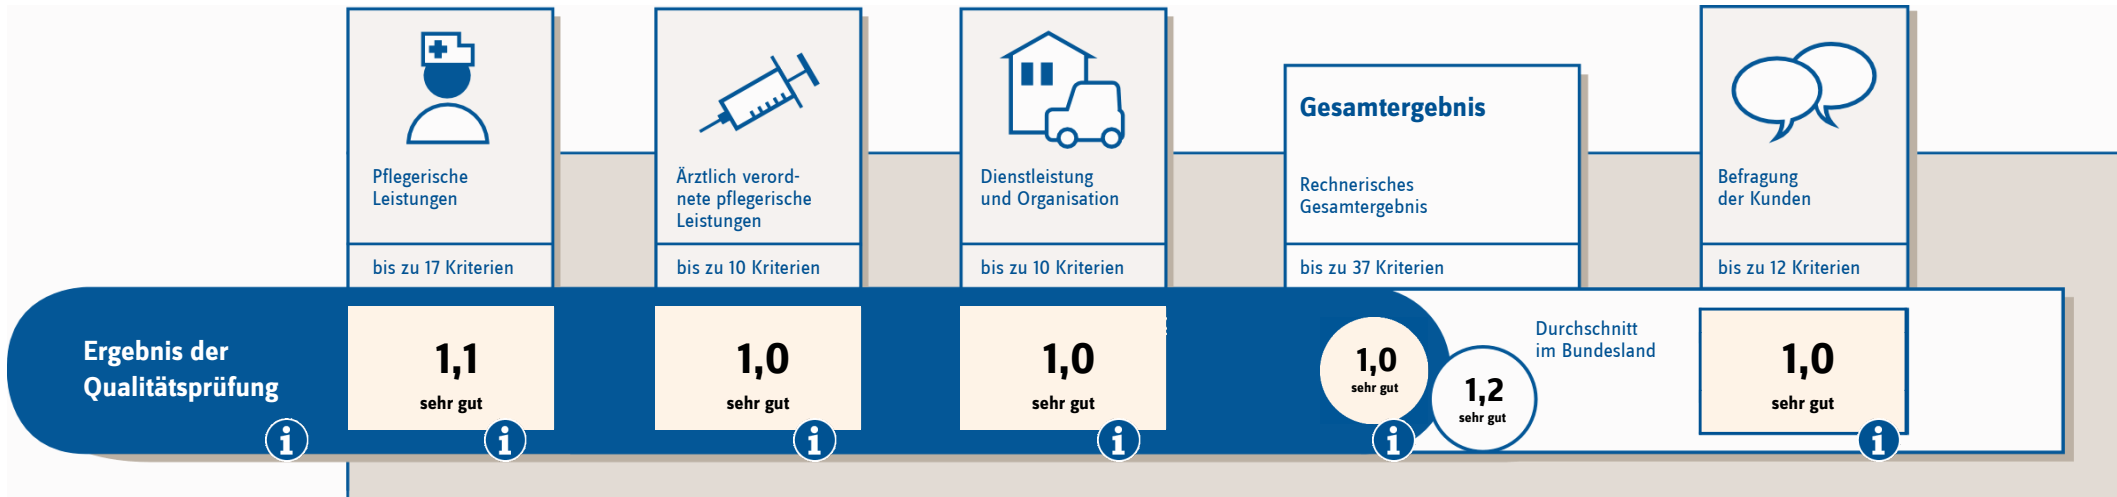 Pflegerische
Leistungen
bis zu 17 Kriterien
Ärztlich verord-
nete pflegerische
Leistungen
bis zu 10 Kriterien
Dienstleistung
und Organisation
bis zu 10 Kriterien
Gesamtergebnis
Rechnerisches
Gesamtergebnis
bis zu 37 Kriterien
Befragung
der Kunden
bis zu 12 Kriterien
Ergebnis der
Qualitätsprüfung
i
1,1
sehr gut
i
1,0
sehr gut
i
1,0
sehr gut
i
1,0
sehr gut
i
1,2
sehr gut
Durchschnitt
im Bundesland
1,0
sehr gut
i